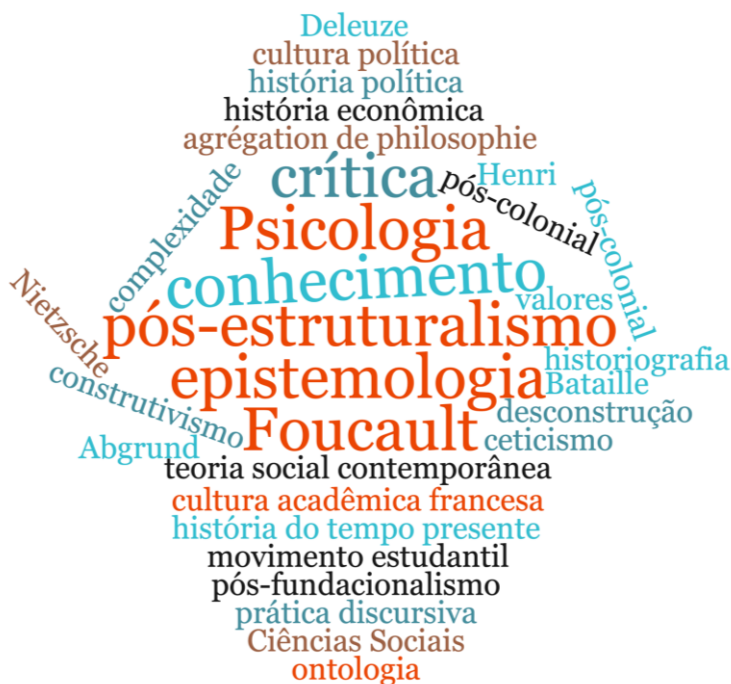 Deleuze
cultura política
história política
história econômica
agrégation de philosophie
crítica
pós-colonial
Henri
pós-colonial
complexidade
Psicologia
conhecimento
valores
Nietzsche
pós-estruturalismo
historiografia
epistemologia
Bataille
construtivismo
desconstrução
Foucault
ceticismo
Abgrund
teoria social contemporânea
cultura acadêmica francesa
história do tempo presente
movimento estudantil
pós-fundacionalismo
prática discursiva
Ciências Sociais
ontologia